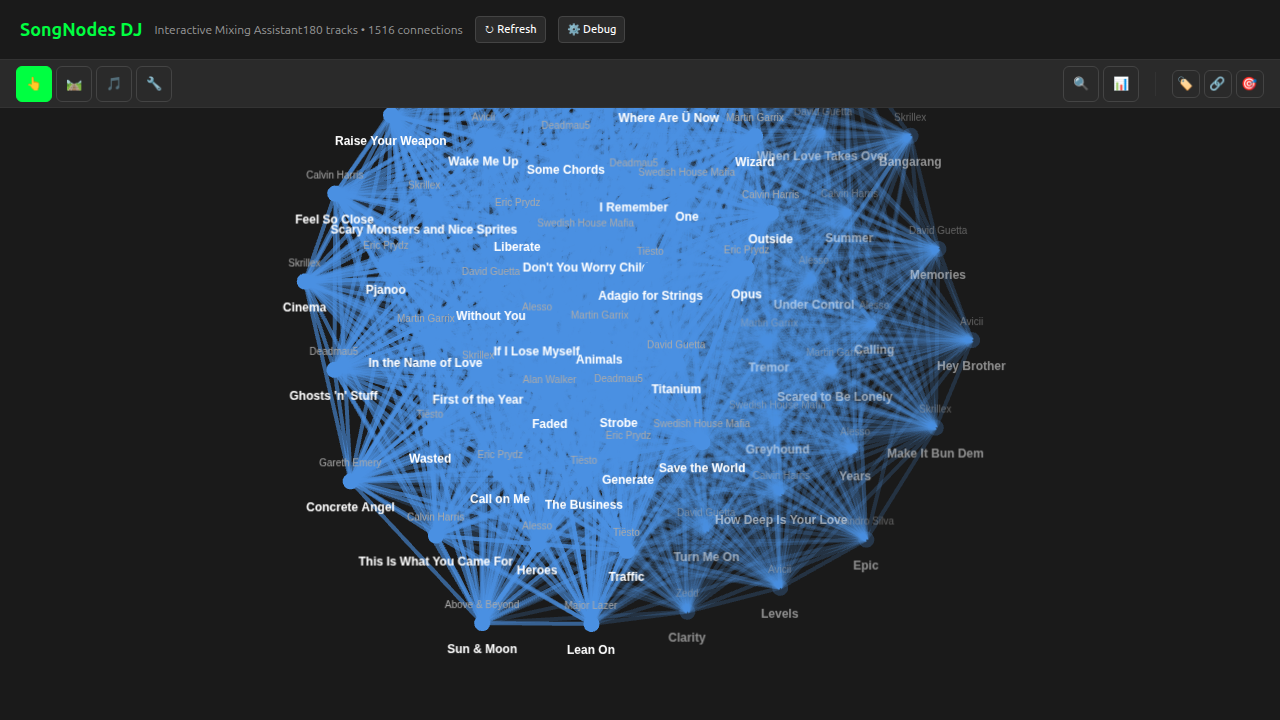 SongNodes DJ
Interactive Mixing Assistant
180 tracks • 1516 connections
↻ Refresh
⚙️ Debug
Avicii
Raise Your Weapon
Deadmau5
Where Are Ü Now
Martin Garrix
David Guetta
Skrillex
Wake Me Up
Some Chords
Deadmau5
Swedish House Mafia
Wizard
When Love Takes Over
Bangarang
Calvin Harris
Feel So Close
Skrillex
Scary Monsters and Nice Sprites
Eric Prydz
Liberate
I Remember
Swedish House Mafia
Don't You Worry Chil
One
Calvin Harris
Outside
Calvin Harris
Summer
David Guetta
Memories
Skrillex
Cinema
Eric Prydz
Pjanoo
David Guetta
Without You
Tiësto
Adagio for Strings
Eric Prydz
Opus
Alesso
Under Control
Alesso
Calling
Avicii
Hey Brother
Deadmau5
Ghosts 'n' Stuff
Martin Garrix
In the Name of Love
Alesso
If I Lose Myself
Martin Garrix
Animals
David Guetta
Titanium
Martin Garrix
Tremor
Martin Garrix
Scared to Be Lonely
Skrillex
First of the Year
Alan Walker
Faded
Deadmau5
Strobe
Swedish House Mafia
Save the World
Swedish House Mafia
Greyhound
Alesso
Years
Skrillex
Make It Bun Dem
Tiësto
Wasted
Eric Prydz
Call on Me
Tiësto
The Business
Eric Prydz
Generate
Gareth Emery
Concrete Angel
Calvin Harris
How Deep Is Your Love
Silva
Epic
Calvin Harris
This Is What You Came For
Alesso
Heroes
Tiësto
Traffic
David Guetta
Turn Me On
Avicii
Levels
Above & Beyond
Sun & Moon
Major Lazer
Lean On
Zedd
Clarity